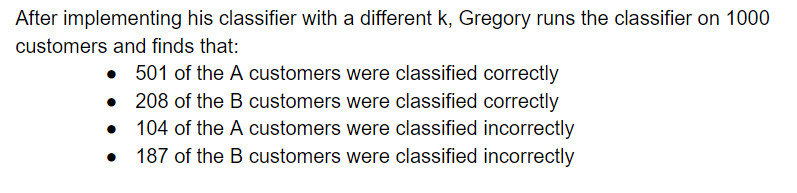 After implementing his classifier with a different k, Gregory runs the classifier on 1000
customers and finds that:
● 501 of the A customers were classified correctly
● 208 of the B customers were classified correctly
● 104 of the A customers were classified incorrectly
● 187 of the B customers were classified incorrectly